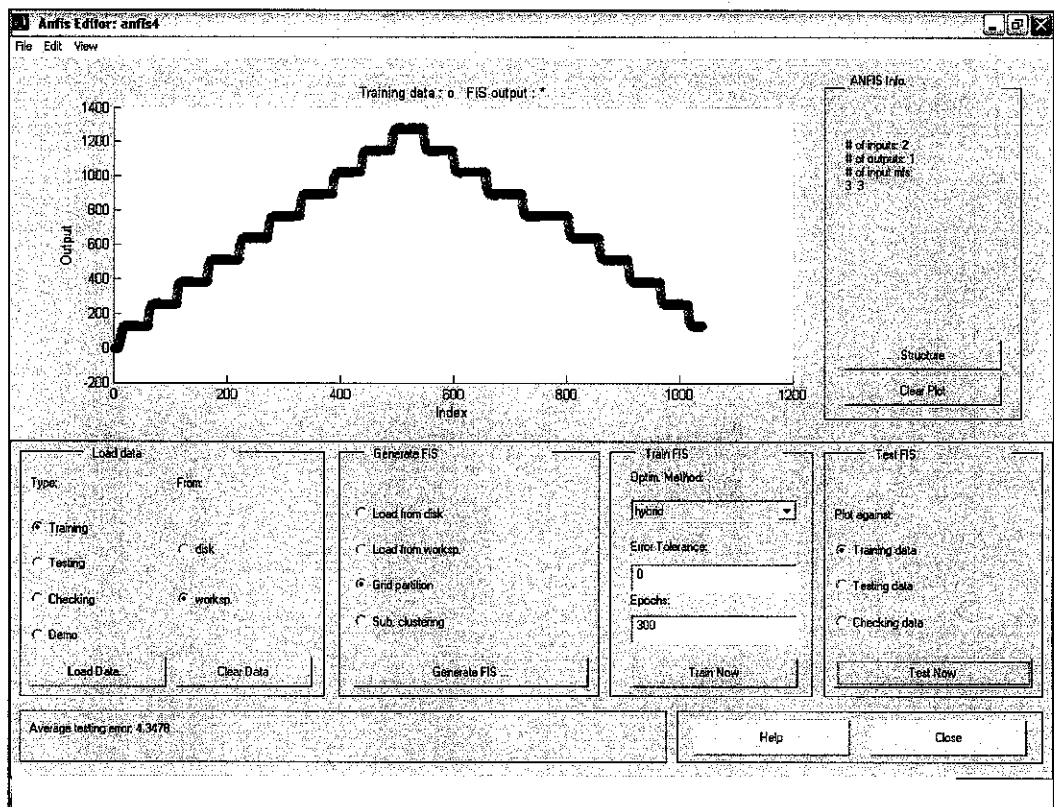 Anfis Editor: anfis4
File Edit View
Training data : o FIS output : *
1400
1200
1000
800
600
400
200
0
-200
Output
0 200 400 600 800 1000 1200
Index
ANFIS Info.
# of inputs: 2
# of outputs: 1
# of input mfs:
3 3
Structure
Clear Plot
Load data
Type:
From:
Training
Testing
Checking
Demo
disk
worksp.
Load Data...
Clear Data
Generate FIS
Load from disk
Load from worksp.
Grid partition
Sub. clustering
Generate FIS ...
Train FIS
Optim. Method:
hybrid
Error Tolerance:
0
Epochs:
300
Train Now
Test FIS
Plot against:
Training data
Testing data
Checking data
Test Now
Average testing error: 4.3478
Help
Close